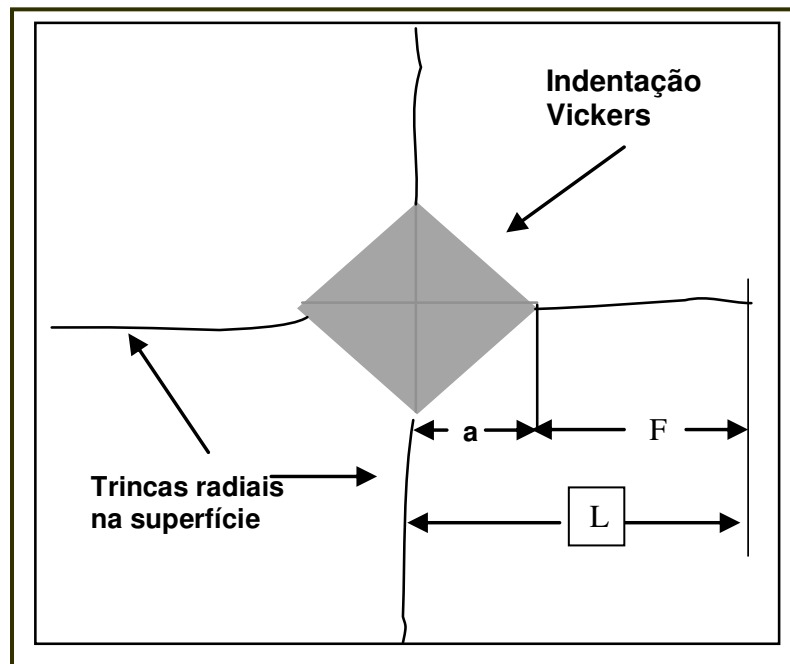 Indentação
Vickers
a
F
Trincas radiais
na superfície
L